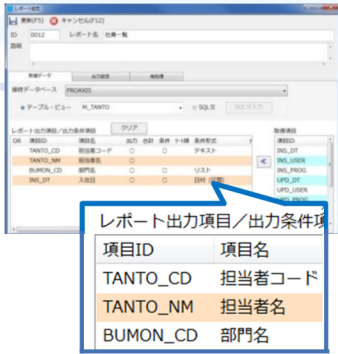 レポート設定
更新(F5) キャンセル(F12)
ID 0012 レポート名 社員一覧
説明
取得データ 出力設定 後処理
接続データベース PROAXIS
テーブル・ビュー M_TANTO SQL文 SQL文入力
レポート出力項目／出力条件項目 クリア 取得項目
OR 項目ID 項目名 出力 合計 条件 条件形式 項目ID
TANTO_CD 担当者コード ○ ○ テキスト INS_DT
TANTO_NM 担当者名 ○ INS_USER
BUMON_CD 部門名 ○ ○ リスト INS_PROG
INS_DT 入社日 ○ 日付 UPD_DT
UPD_USER
UPD_PROG
レポート出力項目／出力条件項
項目ID 項目名
TANTO_CD 担当者コード
TANTO_NM 担当者名
BUMON_CD 部門名